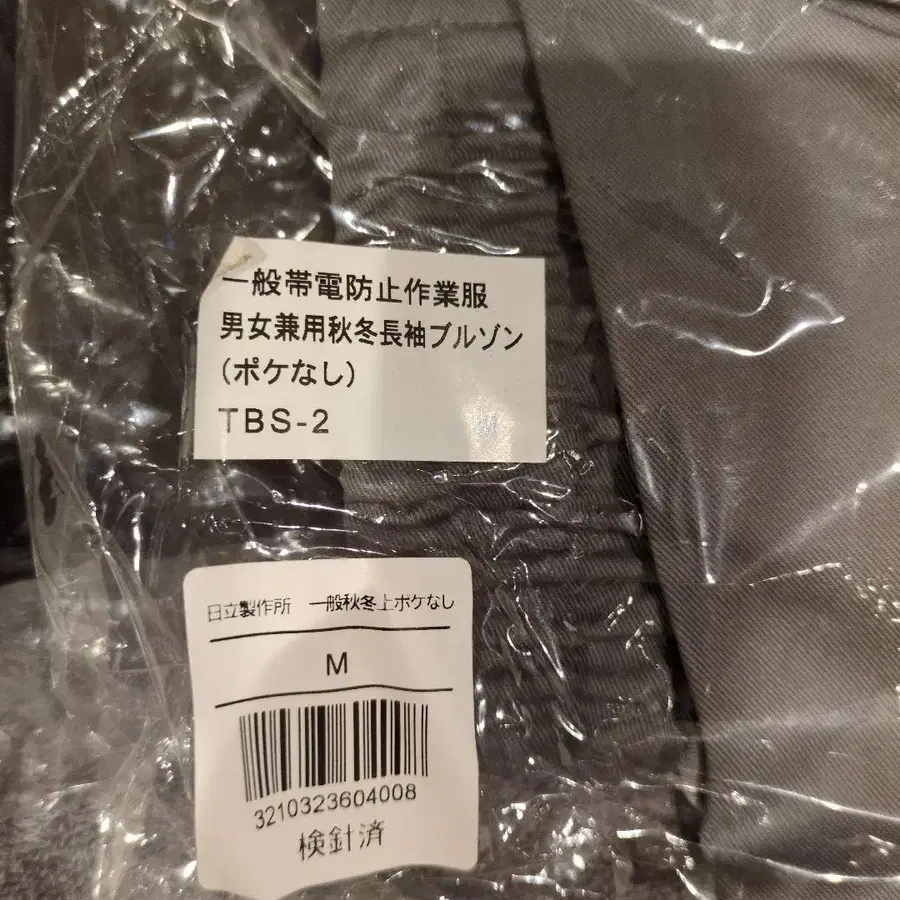 一般帯電防止作業服
男女兼用秋冬長袖ブルゾン
(ポケなし)
TBS-2
日立製作所　一般秋冬上ポケなし
M
3210323604008
検針済